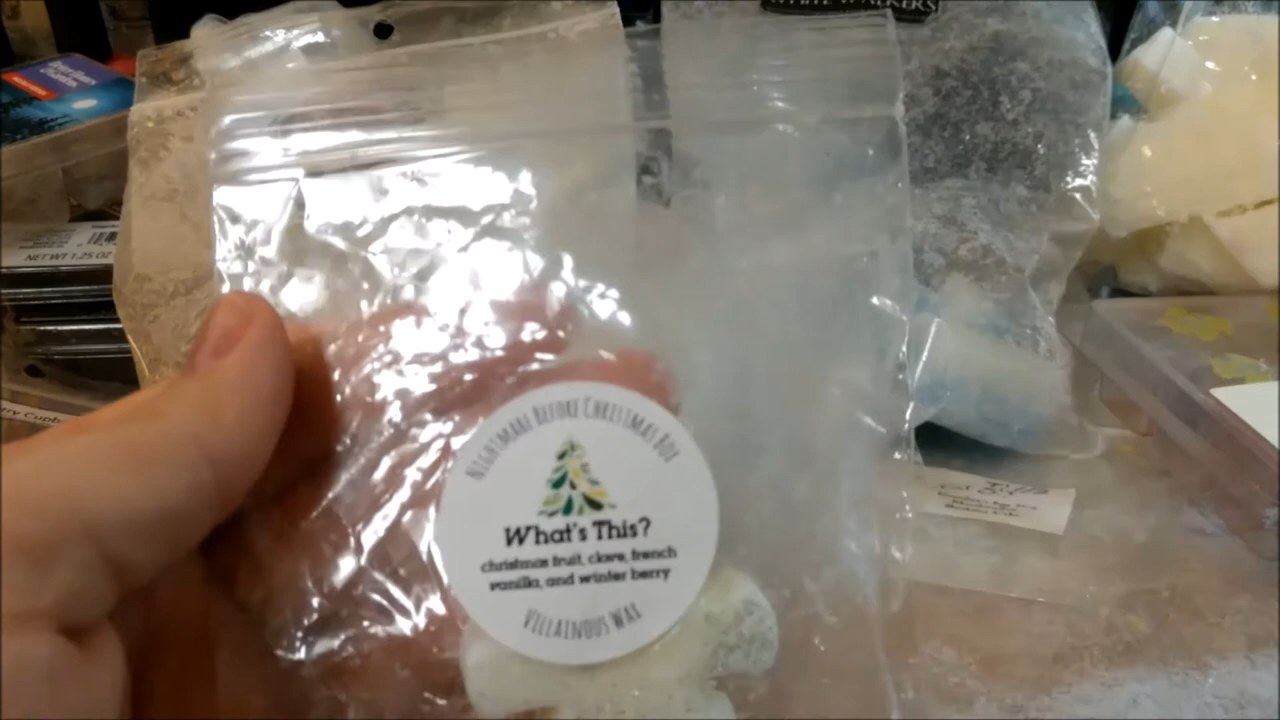 WHITE WALKERS
NET WT 1.25 OZ
NIGHTMARE BEFORE CHRISTMAS BOX
What's This?
christmas fruit, clove, french
vanilla, and winter berry
VILLAINOUS WAX